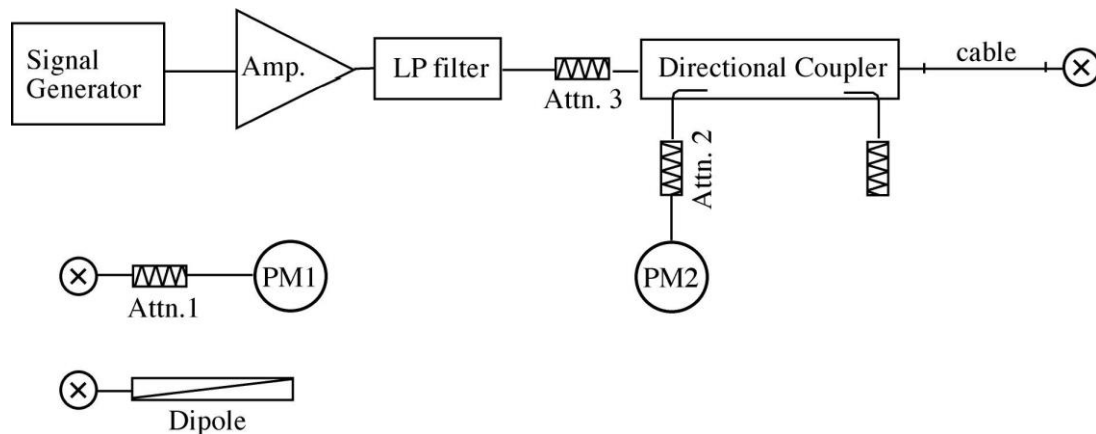 Signal
Generator
Amp.
LP filter
Attn. 3
Directional Coupler
cable
Attn. 2
PM2
PM1
Attn.1
Dipole